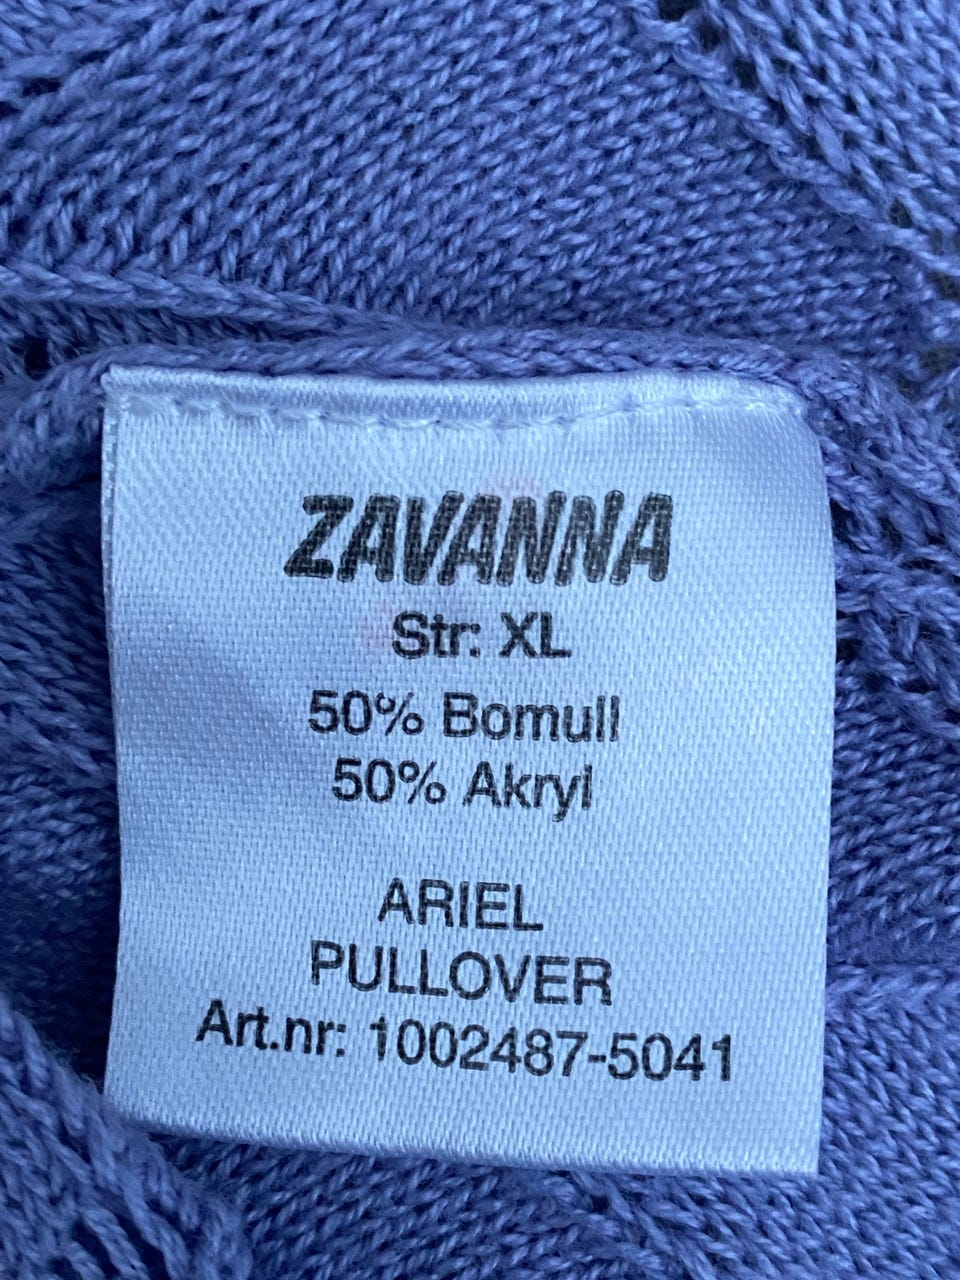 ZAVANNA
Str: XL
50% Bomull
50% Akryl
ARIEL
PULLOVER
Art.nr: 1002487-5041